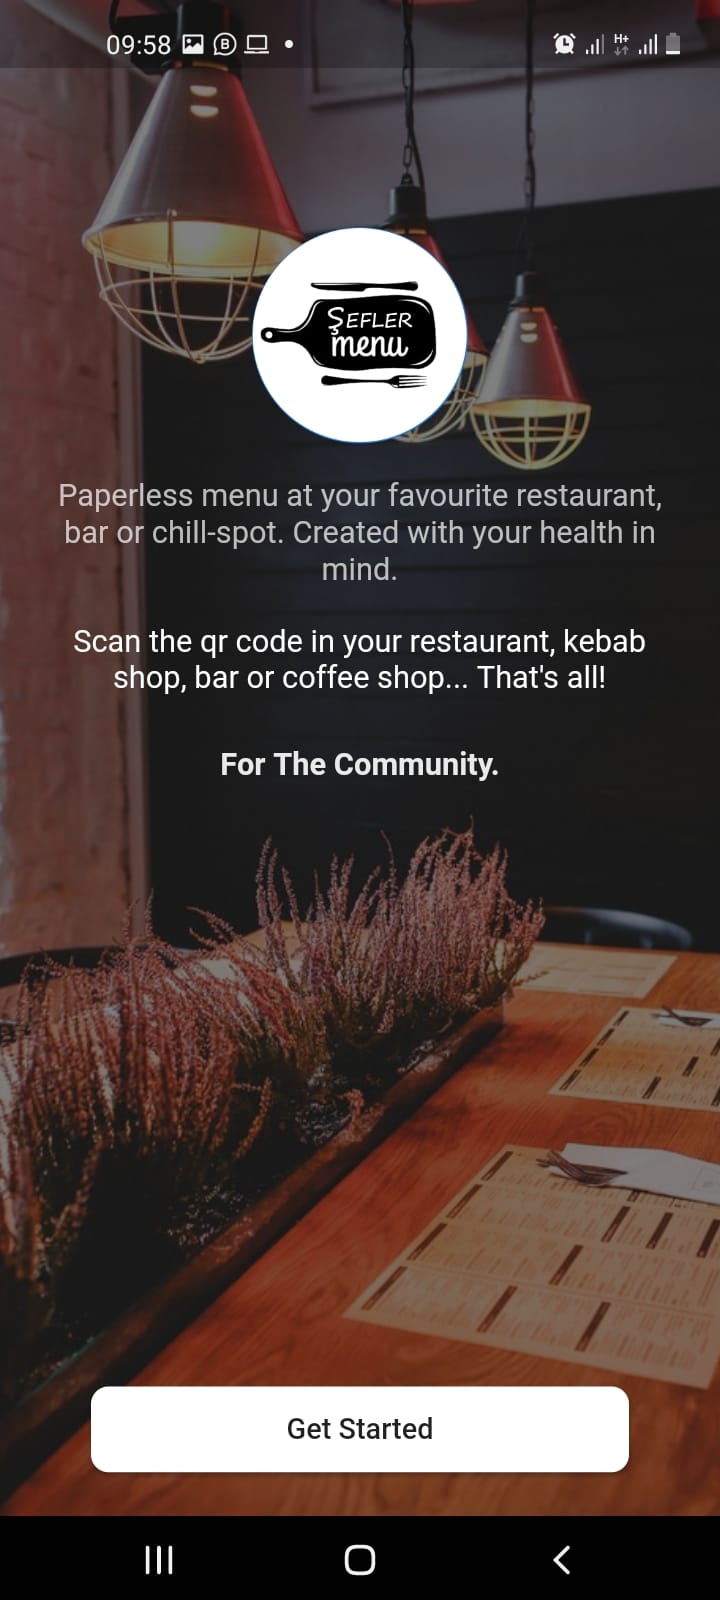 09:58
H+
ŞEFLER
menu
Paperless menu at your favourite restaurant,
bar or chill-spot. Created with your health in
mind.
Scan the qr code in your restaurant, kebab
shop, bar or coffee shop... That's all!
For The Community.
Get Started